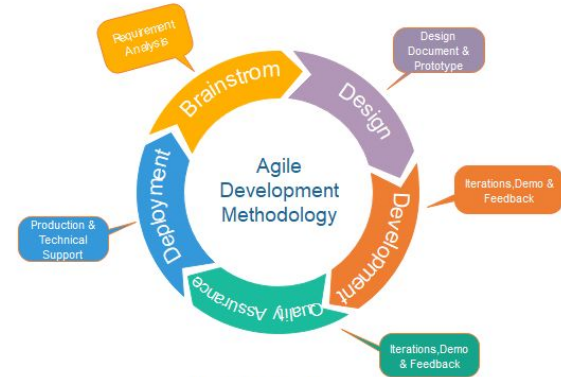 Requirement
Analysis
Brainstrom
Design
Document &
Prototype
Design
Agile
Development
Methodology
Iterations,Demo &
Feedback
Development
Production &
Technical
Support
Deployment
Quality Assurance
Iterations,Demo
& Feedback